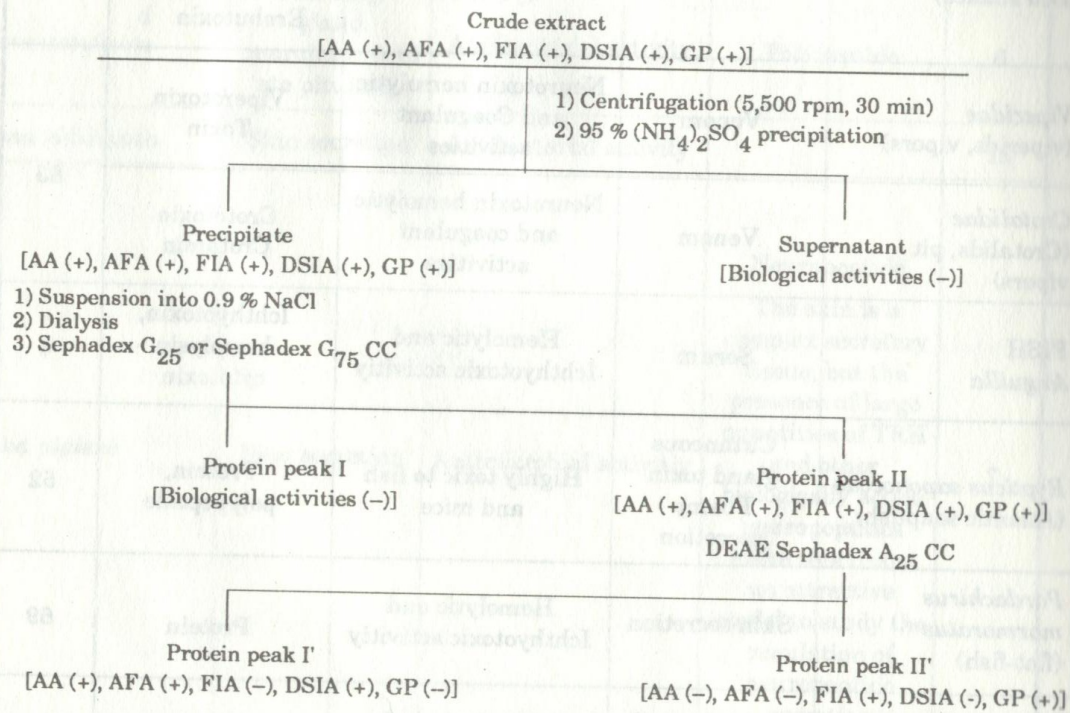 Crude extract
[AA (+), AFA (+), FIA (+), DSIA (+), GP (+)]
1) Centrifugation (5,500 rpm, 30 min)
2) 95 % (NH4)2SO4 precipitation
Precipitate
[AA (+), AFA (+), FIA (+), DSIA (+), GP (+)]
Supernatant
[Biological activities (–)]
1) Suspension into 0.9 % NaCl
2) Dialysis
3) Sephadex G25 or Sephadex G75 CC
Protein peak I
[Biological activities (–)]
Protein peak II
[AA (+), AFA (+), FIA (+), DSIA (+), GP (+)]
DEAE Sephadex A25 CC
Protein peak I'
[AA (+), AFA (+), FIA (–), DSIA (+), GP (–)]
Protein peak II'
[AA (–), AFA (–), FIA (+), DSIA (–), GP (+)]